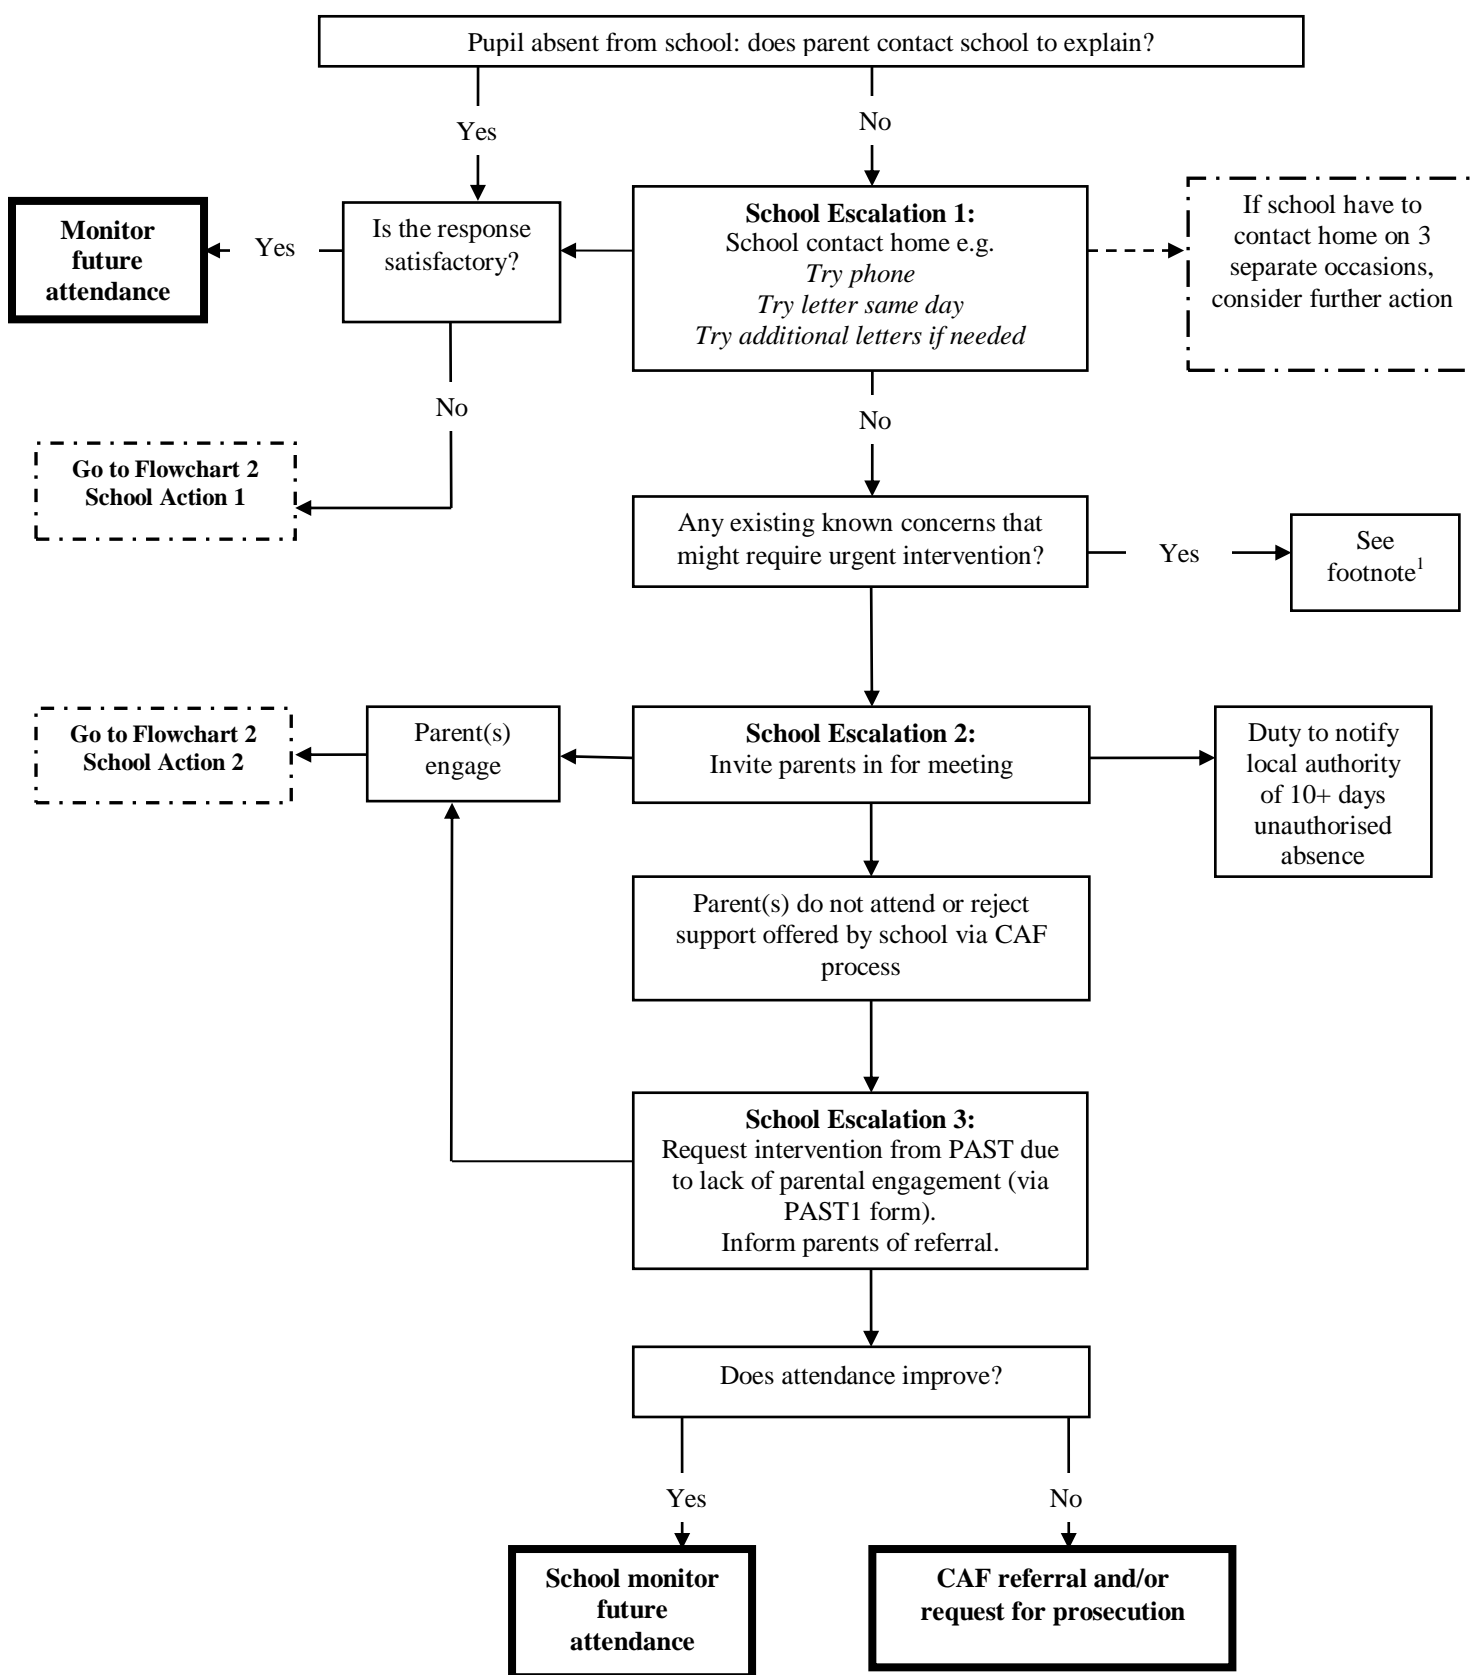 Pupil absent from school: does parent contact school to explain?
Yes
No
Monitor
future
attendance
Yes
Is the response
satisfactory?
School Escalation 1:
School contact home e.g.
Try phone
Try letter same day
Try additional letters if needed
If school have to
contact home on 3
separate occasions,
consider further action
No
No
Go to Flowchart 2
School Action 1
Any existing known concerns that
might require urgent intervention?
Yes
See
footnote1
Go to Flowchart 2
School Action 2
Parent(s)
engage
School Escalation 2:
Invite parents in for meeting
Duty to notify
local authority
of 10+ days
unauthorised
absence
Parent(s) do not attend or reject
support offered by school via CAF
process
School Escalation 3:
Request intervention from PAST due
to lack of parental engagement (via
PAST1 form).
Inform parents of referral.
Does attendance improve?
Yes
No
School monitor
future
attendance
CAF referral and/or
request for prosecution